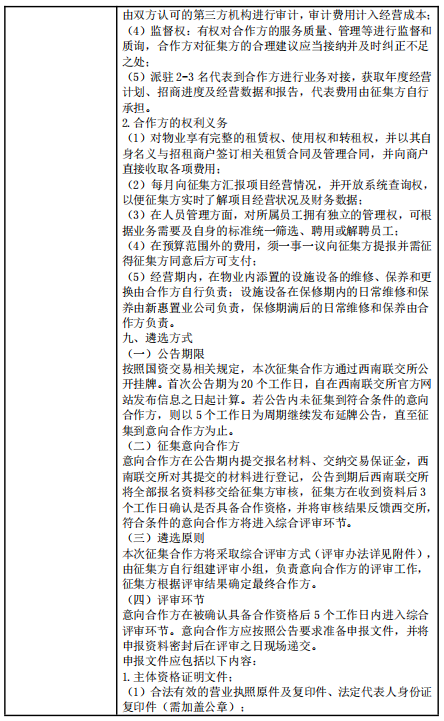 由双方认可的第三方机构进行审计，审计费用计入经营成本；
（4）监督权：有权对合作方的服务质量、管理等进行监督和
质询，合作方对征集方的合理建议应当接纳并及时纠正不足
之处；
（5）派驻 2-3 名代表到合作方进行业务对接，获取年度经营
计划、招商进度及经营数据和报告，代表费用由征集方自行
承担。
2.合作方的权利义务
（1）对物业享有完整的租赁权、使用权和转租权，并以其自
身名义与招租商户签订相关租赁合同及管理合同，并向商户
直接收取各项费用；
（2）每月向征集方汇报项目经营情况，并开放系统查询权，
以便征集方实时了解项目经营状况及财务数据；
（3）在人员管理方面，对所属员工拥有独立的管理权，可根
据业务需要及自身的标准统一筛选、聘用或解聘员工；
（4）在预算范围外的费用，须一事一议向征集方提报并需征
得征集方同意后方可支付；
（5）经营期内，在物业内添置的设施设备的维修、保养和更
换由合作方自行负责；设施设备在保修期内的日常维修和保
养由新惠置业公司负责，保修期满后的日常维修和保养由合
作方负责。
九、遴选方式
（一）公告期限
按照国资交易相关规定，本次征集合作方通过西南联交所公
开挂牌。首次公告期为 20 个工作日，自在西南联交所官方网
站发布信息之日起计算。若公告内未征集到符合条件的意向
合作方，则以 5 个工作日为周期继续发布延牌公告，直至征
集到意向合作方为止。
（二）征集意向合作方
意向合作方在公告期内提交报名材料、交纳交易保证金，西
南联交所对其提交的材料进行登记，公告到期后西南联交所
将全部报名资料移交给征集方审核，征集方在收到资料后 3
个工作日确认是否具备合作资格，并将审核结果反馈西交所，
符合条件的意向合作方将进入综合评审环节。
（三）遴选原则
本次征集合作方将采取综合评审方式（评审办法详见附件），
由征集方自行组建评审小组，负责意向合作方的评审工作，
征集方根据评审结果确定最终合作方。
（四）评审环节
意向合作方在被确认具备合作资格后 5 个工作日内进入综合
评审环节。意向合作方应按照公告要求准备申报文件，并将
申报资料密封后在评审之日现场递交。
申报文件应包括以下内容：
1.主体资格证明文件：
（1）合法有效的营业执照原件及复印件、法定代表人身份证
复印件（需加盖公章）；